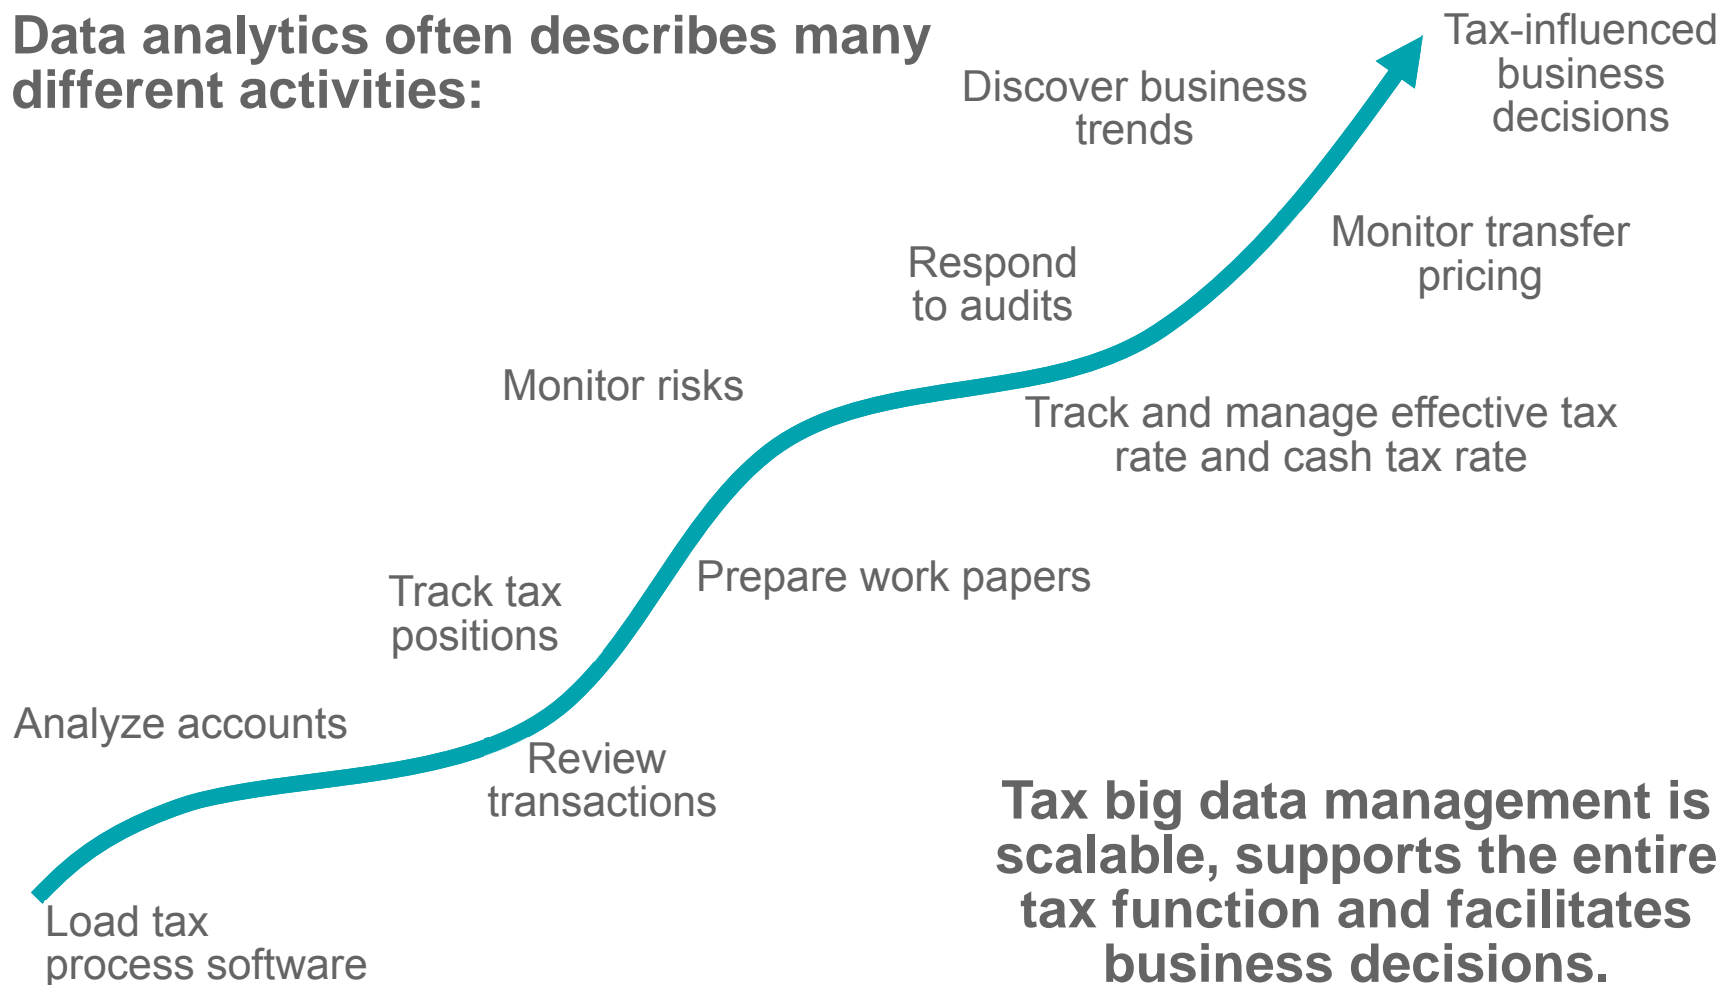 Data analytics often describes many
different activities:
Tax-influenced
business
decisions
Discover business
trends
Monitor transfer
pricing
Respond
to audits
Monitor risks
Track and manage effective tax
rate and cash tax rate
Prepare work papers
Track tax
positions
Analyze accounts
Review
transactions
Load tax
process software
Tax big data management is
scalable, supports the entire
tax function and facilitates
business decisions.